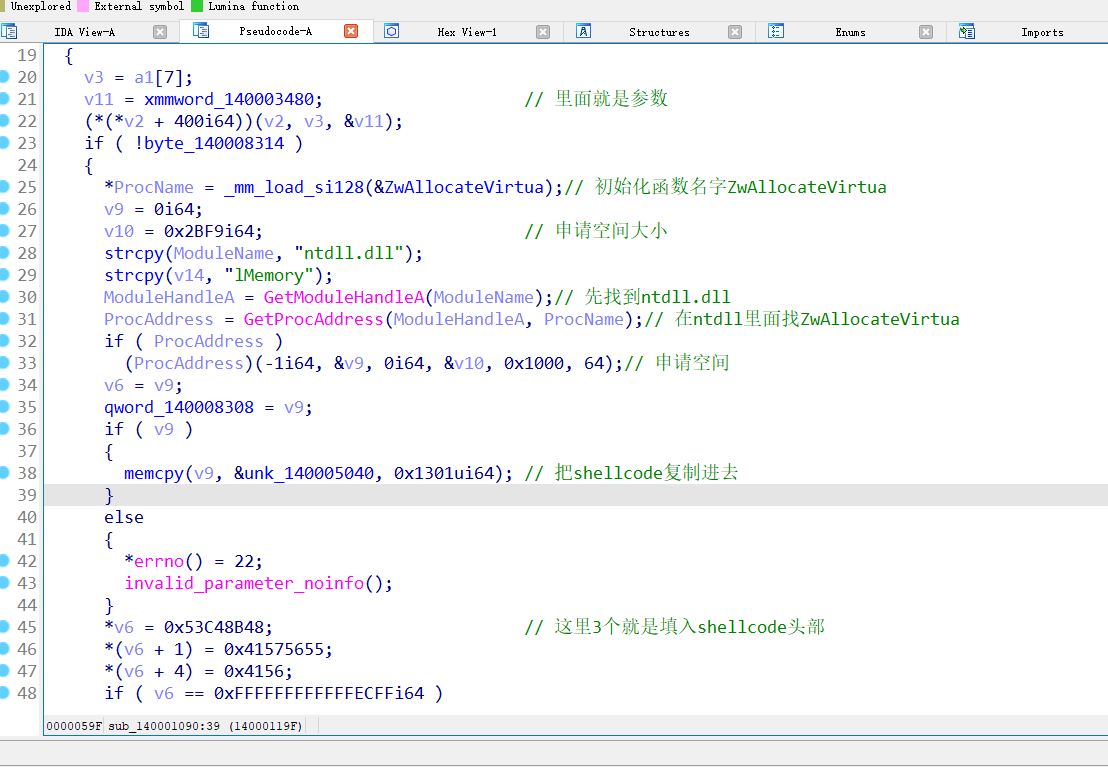 Unexplored External symbol Lumina function
IDA View-A Pseudocode-A Hex View-1 Structures Enums Imports
19 {
20 v3 = a1[7];
21 v11 = xmmword_140003480; // 里面就是参数
22 (*(*v2 + 400i64))(v2, v3, &v11);
23 if ( !byte_140008314 )
24 {
25 *ProcName = _mm_load_si128(&ZwAllocateVirtua);// 初始化函数名字ZwAllocateVirtua
26 v9 = 0i64;
27 v10 = 0x2BF9i64; // 申请空间大小
28 strcpy(ModuleName, "ntdll.dll");
29 strcpy(v14, "lMemory");
30 ModuleHandleA = GetModuleHandleA(ModuleName);// 先找到ntdll.dll
31 ProcAddress = GetProcAddress(ModuleHandleA, ProcName);// 在ntdll里面找ZwAllocateVirtua
32 if ( ProcAddress )
33 (ProcAddress)(-1i64, &v9, 0i64, &v10, 0x1000, 64);// 申请空间
34 v6 = v9;
35 qword_140008308 = v9;
36 if ( v9 )
37 {
38 memcpy(v9, &unk_140005040, 0x1301ui64); // 把shellcode复制进去
39 }
40 else
41 {
42 *errno() = 22;
43 invalid_parameter_noinfo();
44 }
45 *v6 = 0x53C48B48; // 这里3个就是填入shellcode头部
46 *(v6 + 1) = 0x41575655;
47 *(v6 + 4) = 0x4156;
48 if ( v6 == 0xFFFFFFFFFFFFECFFi64 )
0000059F sub_140001090:39 (14000119F)